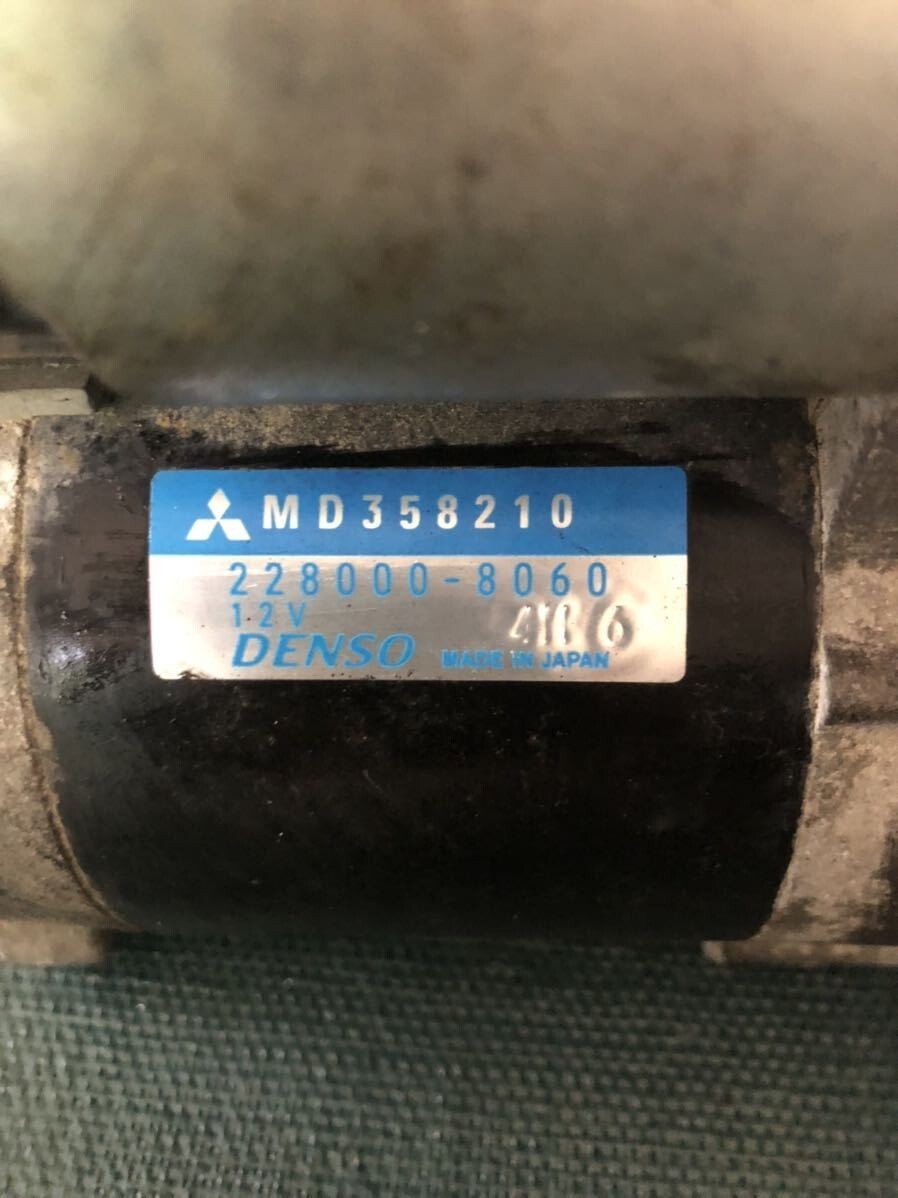 MD358210
228000-8060
12V
DENSO MADE IN JAPAN